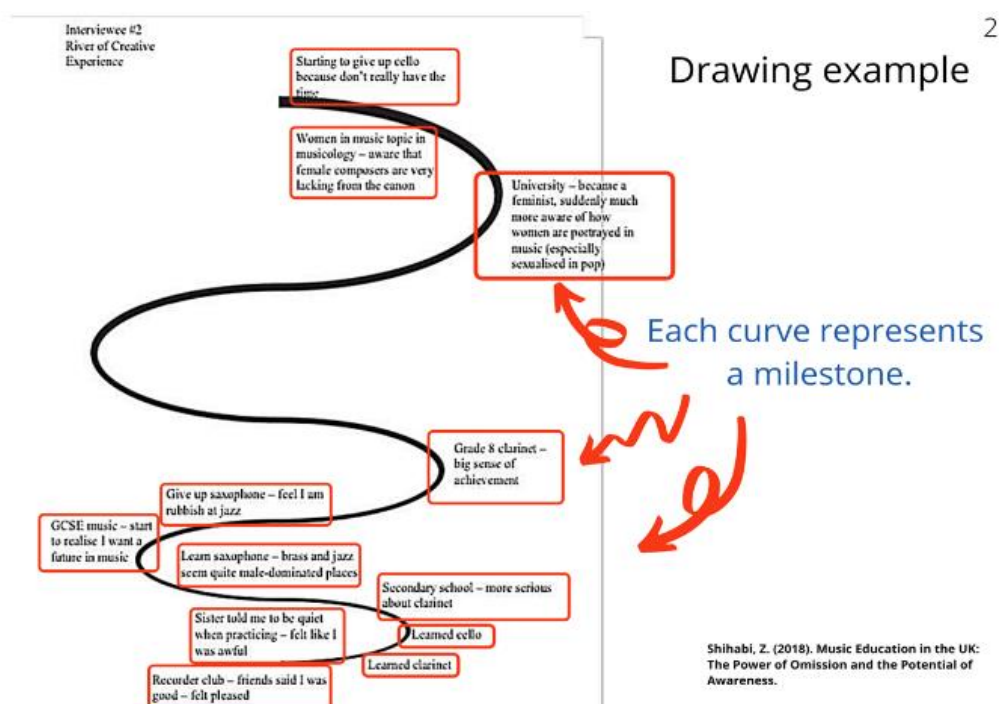 2
Drawing example
Interviewee #2
River of Creative
Experience
Starting to give up cello
because don't really have the
time
Women in music topic in
musicology – aware that
female composers are very
lacking from the canon
University – became a
feminist, suddenly much
more aware of how
women are portrayed in
music (especially
sexualised in pop)
Each curve represents
a milestone.
Grade 8 clarinet –
big sense of
achievement
Give up saxophone – feel I am
rubbish at jazz
GCSE music – start
to realise I want a
future in music
Learn saxophone – brass and jazz
seem quite male-dominated places
Secondary school – more serious
about clarinet
Sister told me to be quiet
when practicing – felt like I
was awful
Learned cello
Learned clarinet
Recorder club – friends said I was
good – felt pleased
Shihabi, Z. (2018). Music Education in the UK:
The Power of Omission and the Potential of
Awareness.